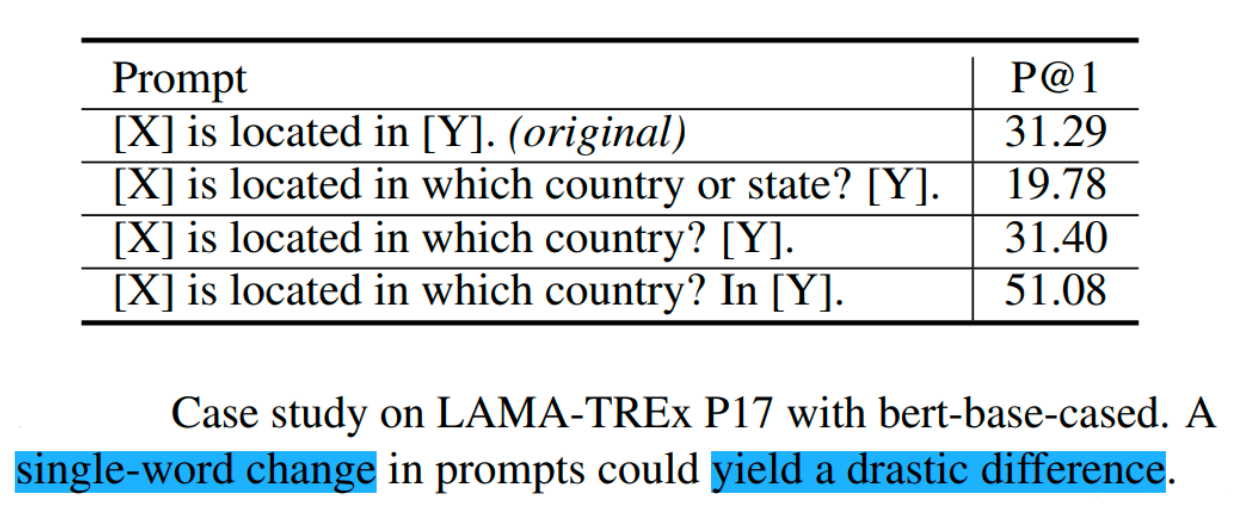 Prompt P@1
[X] is located in [Y]. (original) 31.29
[X] is located in which country or state? [Y]. 19.78
[X] is located in which country? [Y]. 31.40
[X] is located in which country? In [Y]. 51.08
Case study on LAMA-TREx P17 with bert-base-cased. A
single-word change in prompts could yield a drastic difference.